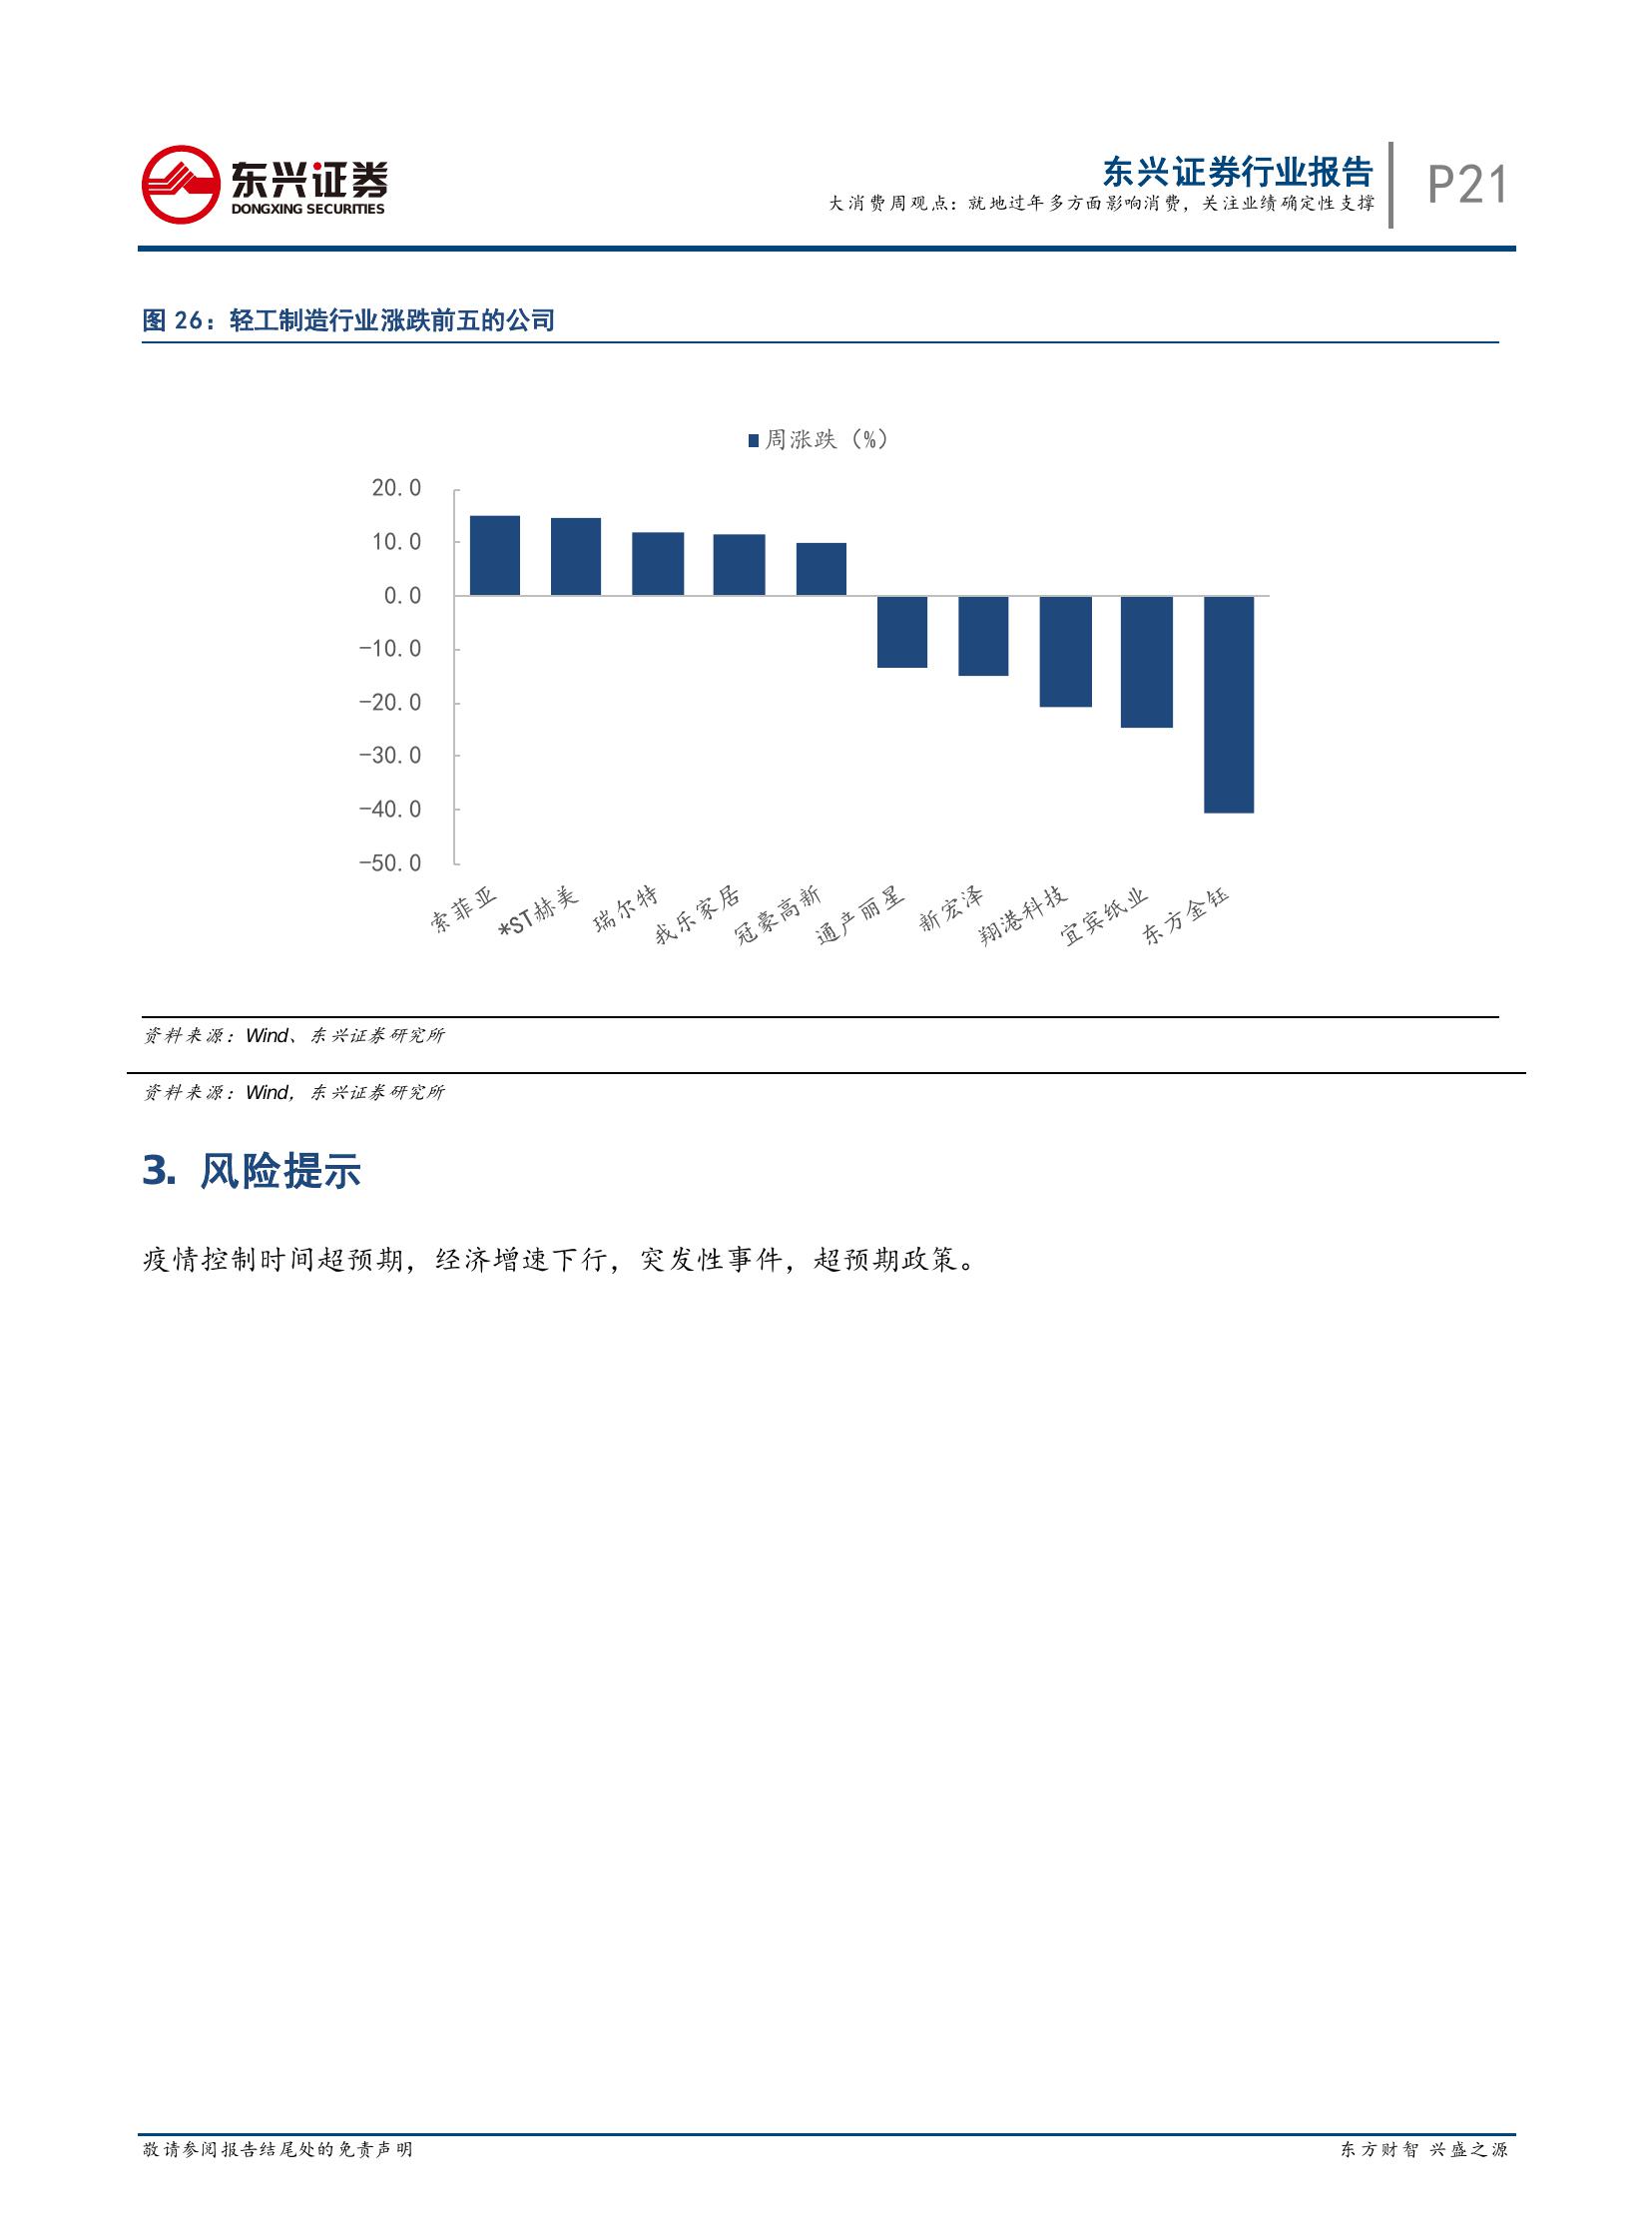 东兴证券
DONGXING SECURITIES
东兴证券行业报告
大消费周观点：就地过年多方面影响消费，关注业绩确定性支撑
P21
图 26：轻工制造行业涨跌前五的公司
周涨跌（%）
20.0
10.0
0.0
-10.0
-20.0
-30.0
-40.0
-50.0
索菲亚
*ST赫美
瑞尔特
我乐家居
冠豪高新
通产丽星
新宏泽
翔港科技
宜宾纸业
东方金钰
资料来源：Wind、东兴证券研究所
资料来源：Wind，东兴证券研究所
3. 风险提示
疫情控制时间超预期，经济增速下行，突发性事件，超预期政策。
敬请参阅报告结尾处的免责声明
东方财智 兴盛之源